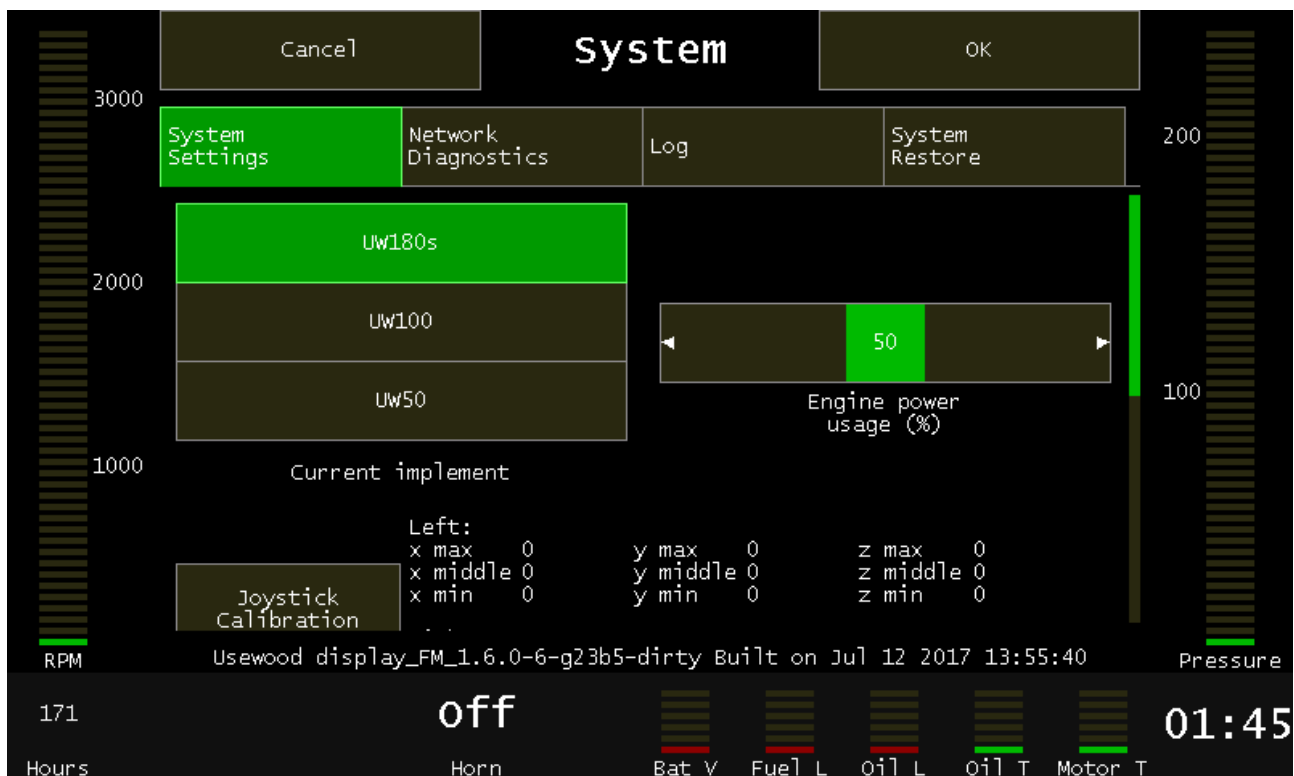 Cancel
System
OK
3000
System
Settings
Network
Diagnostics
Log
System
Restore
200
UW180s
2000
UW100
50
UW50
Engine power
usage (%)
100
1000
Current implement
Left:
x max 0 y max 0 z max 0
x middle 0 y middle 0 z middle 0
x min 0 y min 0 z min 0
Joystick
Calibration
RPM
Usewood display_FM_1.6.0-6-g23b5-dirty Built on Jul 12 2017 13:55:40
Pressure
171
Off
01:45
Hours
Horn
Bat V
Fuel L
Oil L
Oil T
Motor T